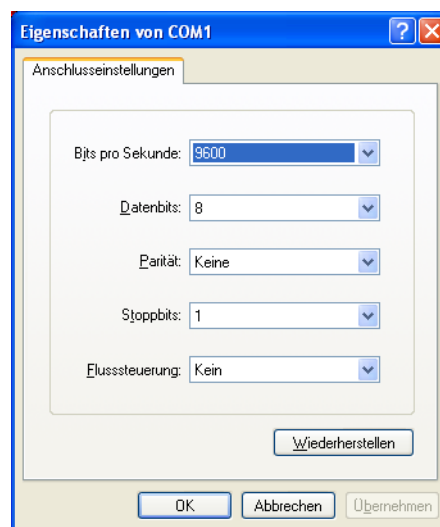 Eigenschaften von COM1
Anschlusseinstellungen
Bits pro Sekunde: 9600
Datenbits: 8
Parität: Keine
Stoppbits: 1
Flusssteuerung: Kein
Wiederherstellen
OK Abbrechen Übernehmen